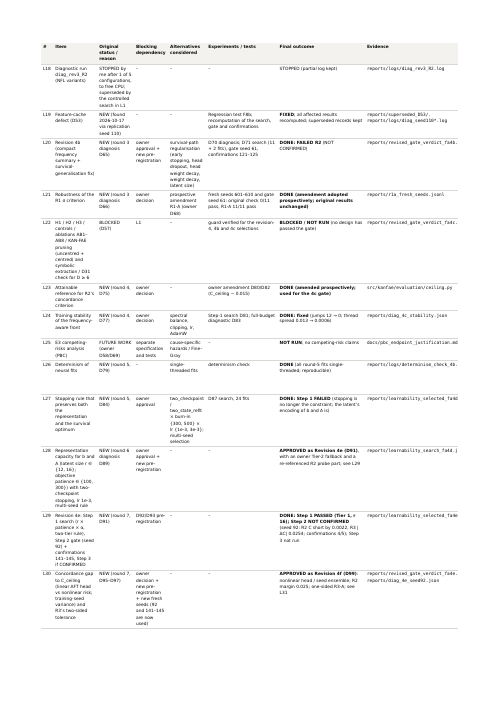 # Item Original status / reason Blocking dependency Alternatives considered Experiments / tests Final outcome Evidence
L18 Diagnostic run diag_rev3_R2 (NFL variants) STOPPED by me after 1 of 5 configurations, to free CPU; superseded by the controlled search in L1 – – – STOPPED (partial log kept) reports/logs/diag_rev3_R2.log
L19 Feature-cache defect (D53) NEW (found 2026-10-17 via replication seed 110) – – Regression test F8b; recomputation of the search, gate and confirmations FIXED; all affected results recomputed; superseded records kept reports/superseded_D53/, reports/logs/diag_seed110*.log
L20 Revision 4b (compact frequency summary + survival-generalisation fix) NEW (round 3 diagnosis D65) owner approval + new pre-registration survival-path regularisation (early stopping, head dropout, head weight decay, weight decay, latent size) D70 diagnosis, D71 search (11 + 2 fits), gate seed 61, confirmations 121–125 DONE: FAILED R2 (NOT CONFIRMED) reports/revised_gate_verdict_fa4b.
L21 Robustness of the R1 d criterion NEW (round 3 D66) owner decision prospective amendment R1-A (owner D68) fresh seeds 601–610 and gate seed 61: original check 0/11 pass, R1-A 11/11 pass DONE (amendment adopted prospectively; original results unchanged) reports/r1a_fresh_seeds.jsonl
L22 H1 / H2 / H3 / controls / ablations AB1–AB8 / KAN-FAE pruning (uncentred + centred) and symbolic extraction / D31 check for D ≥ 6 BLOCKED (D57) L1 – guard verified for the revision-4, 4b and 4c selections BLOCKED / NOT RUN (no design has passed the gate) reports/revised_gate_verdict_fa4c.
L23 Attainable reference for R2's concordance criterion NEW (round 4, D75) owner decision – owner amendment D80/D82 (C_ceiling − 0.015) DONE (amended prospectively; used for the 4c gate) src/kanfae/evaluation/ceiling.py
L24 Training stability of the frequency-aware front NEW (round 4, D77) owner decision spectral balance, clipping, lr, AdamW Step-1 search D81; full-budget diagnostic D83 DONE: fixed (jumps 12 → 0; thread spread 0.013 → 0.0006) reports/diag_4c_stability.json
L25 E3 competing-risks analysis (PBC) FUTURE WORK (owner D58/D69) separate specification and tests cause-specific hazards / Fine–Gray – NOT RUN; no competing-risk claims docs/pbc_endpoint_justification.md
L26 Determinism of neural fits NEW (round 5, D79) – single-threaded fits determinism check DONE (all round-5 fits single-threaded; reproducible) reports/logs/determinism_check_4b.
L27 Stopping rule that preserves both the representation and the survival optimum NEW (round 5, D84) owner approval two_checkpoint / two_state_refit × burn-in {300, 500} × lr {1e-3, 3e-3}; multi-seed selection D87 search, 24 fits DONE: Step 1 FAILED (stopping is no longer the constraint; the latent's encoding of b and A is) reports/learnability_selected_fa4d
L28 Representation capacity for b and A (latent size r ∈ {12, 16}; objective patience ∈ {100, 300}) with two-checkpoint stopping, lr 1e-3, multi-seed rule NEW (round 6 diagnosis D89) owner approval + new pre-registration – – APPROVED as Revision 4e (D91), with an owner Tier-2 fallback and a re-referenced R2 probe part; see L29 reports/learnability_search_fa4d.j
L29 Revision 4e: Step 1 search (r × patience × α, two-tier rule), Step 2 gate (seed 92) + confirmations 141–145, Step 3 if CONFIRMED NEW (round 7, D91) D92/D93 pre-registration – – DONE: Step 1 PASSED (Tier 1, r 16); Step 2 NOT CONFIRMED (seed 92: R2 C short by 0.0022, R3 | ΔC | 0.0254; confirmations 4/5); Step 3 not run reports/learnability_selected_fa4e
L30 Concordance gap to C_ceiling (linear AFT head vs nonlinear risk, training-seed variance) and R3's two-sided tolerance NEW (round 7, D95–D97) owner decision + new pre-registration + new fresh seeds (92 and 141–145 are now used) – – APPROVED as Revision 4f (D99): nonlinear head / seed ensemble; R2 margin 0.025; one-sided R3-A; see L31 reports/revised_gate_verdict_fa4e. reports/diag_4e_seed92.json